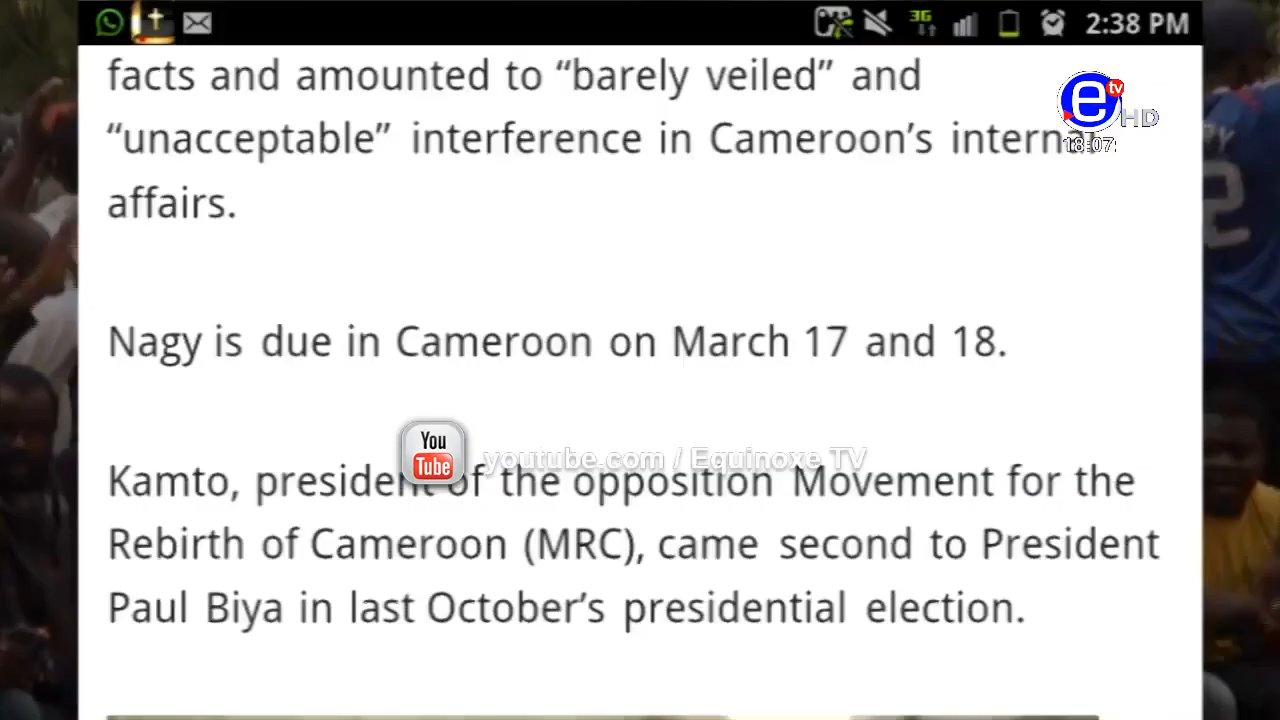 3G 2:38 PM
facts and amounted to “barely veiled” and
“unacceptable” interference in Cameroon’s internal
affairs.
e tv HD
18:07:
Nagy is due in Cameroon on March 17 and 18.
You Tube youtube.com / Equinoxe TV
Kamto, president of the opposition Movement for the
Rebirth of Cameroon (MRC), came second to President
Paul Biya in last October’s presidential election.